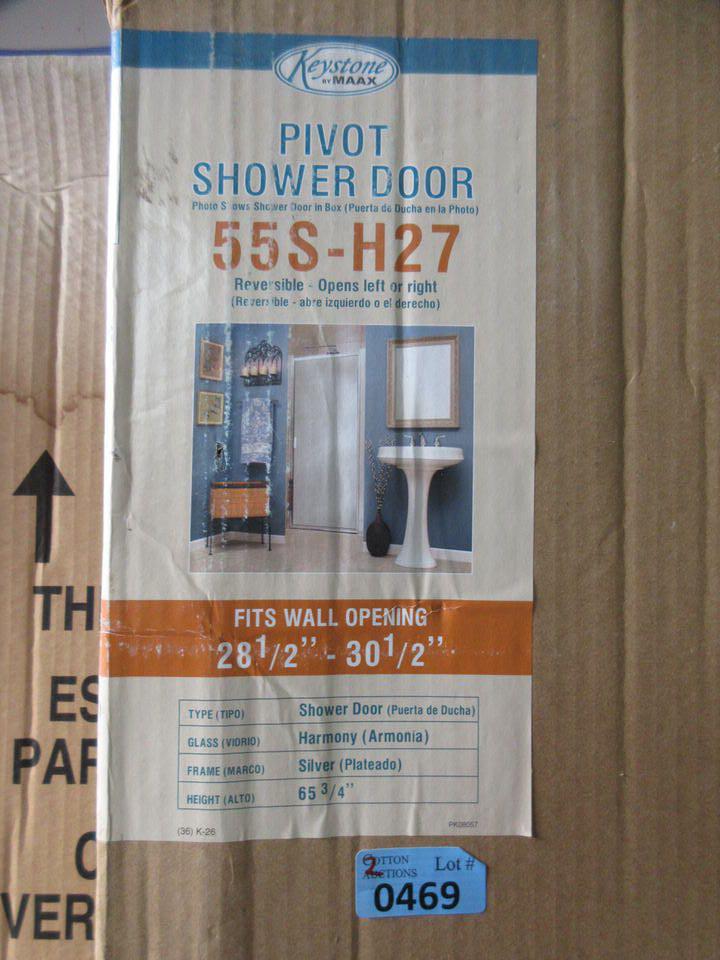 Keystone
BY MAAX
PIVOT
SHOWER DOOR
Photo Shows Shower Door in Box (Puerta de Ducha en la Photo)
55S-H27
Reversible - Opens left or right
(Reversible - abre izquierdo o el derecho)
FITS WALL OPENING
28 1/2" - 30 1/2"
TYPE (TIPO) Shower Door (Puerta de Ducha)
GLASS (VIDRIO) Harmony (Armonia)
FRAME (MARCO) Silver (Plateado)
HEIGHT (ALTO) 65 3/4"
(36) K-26 PK08057
TH
ES
PAR
C
VER
COTTON
AUCTIONS Lot #
2
0469